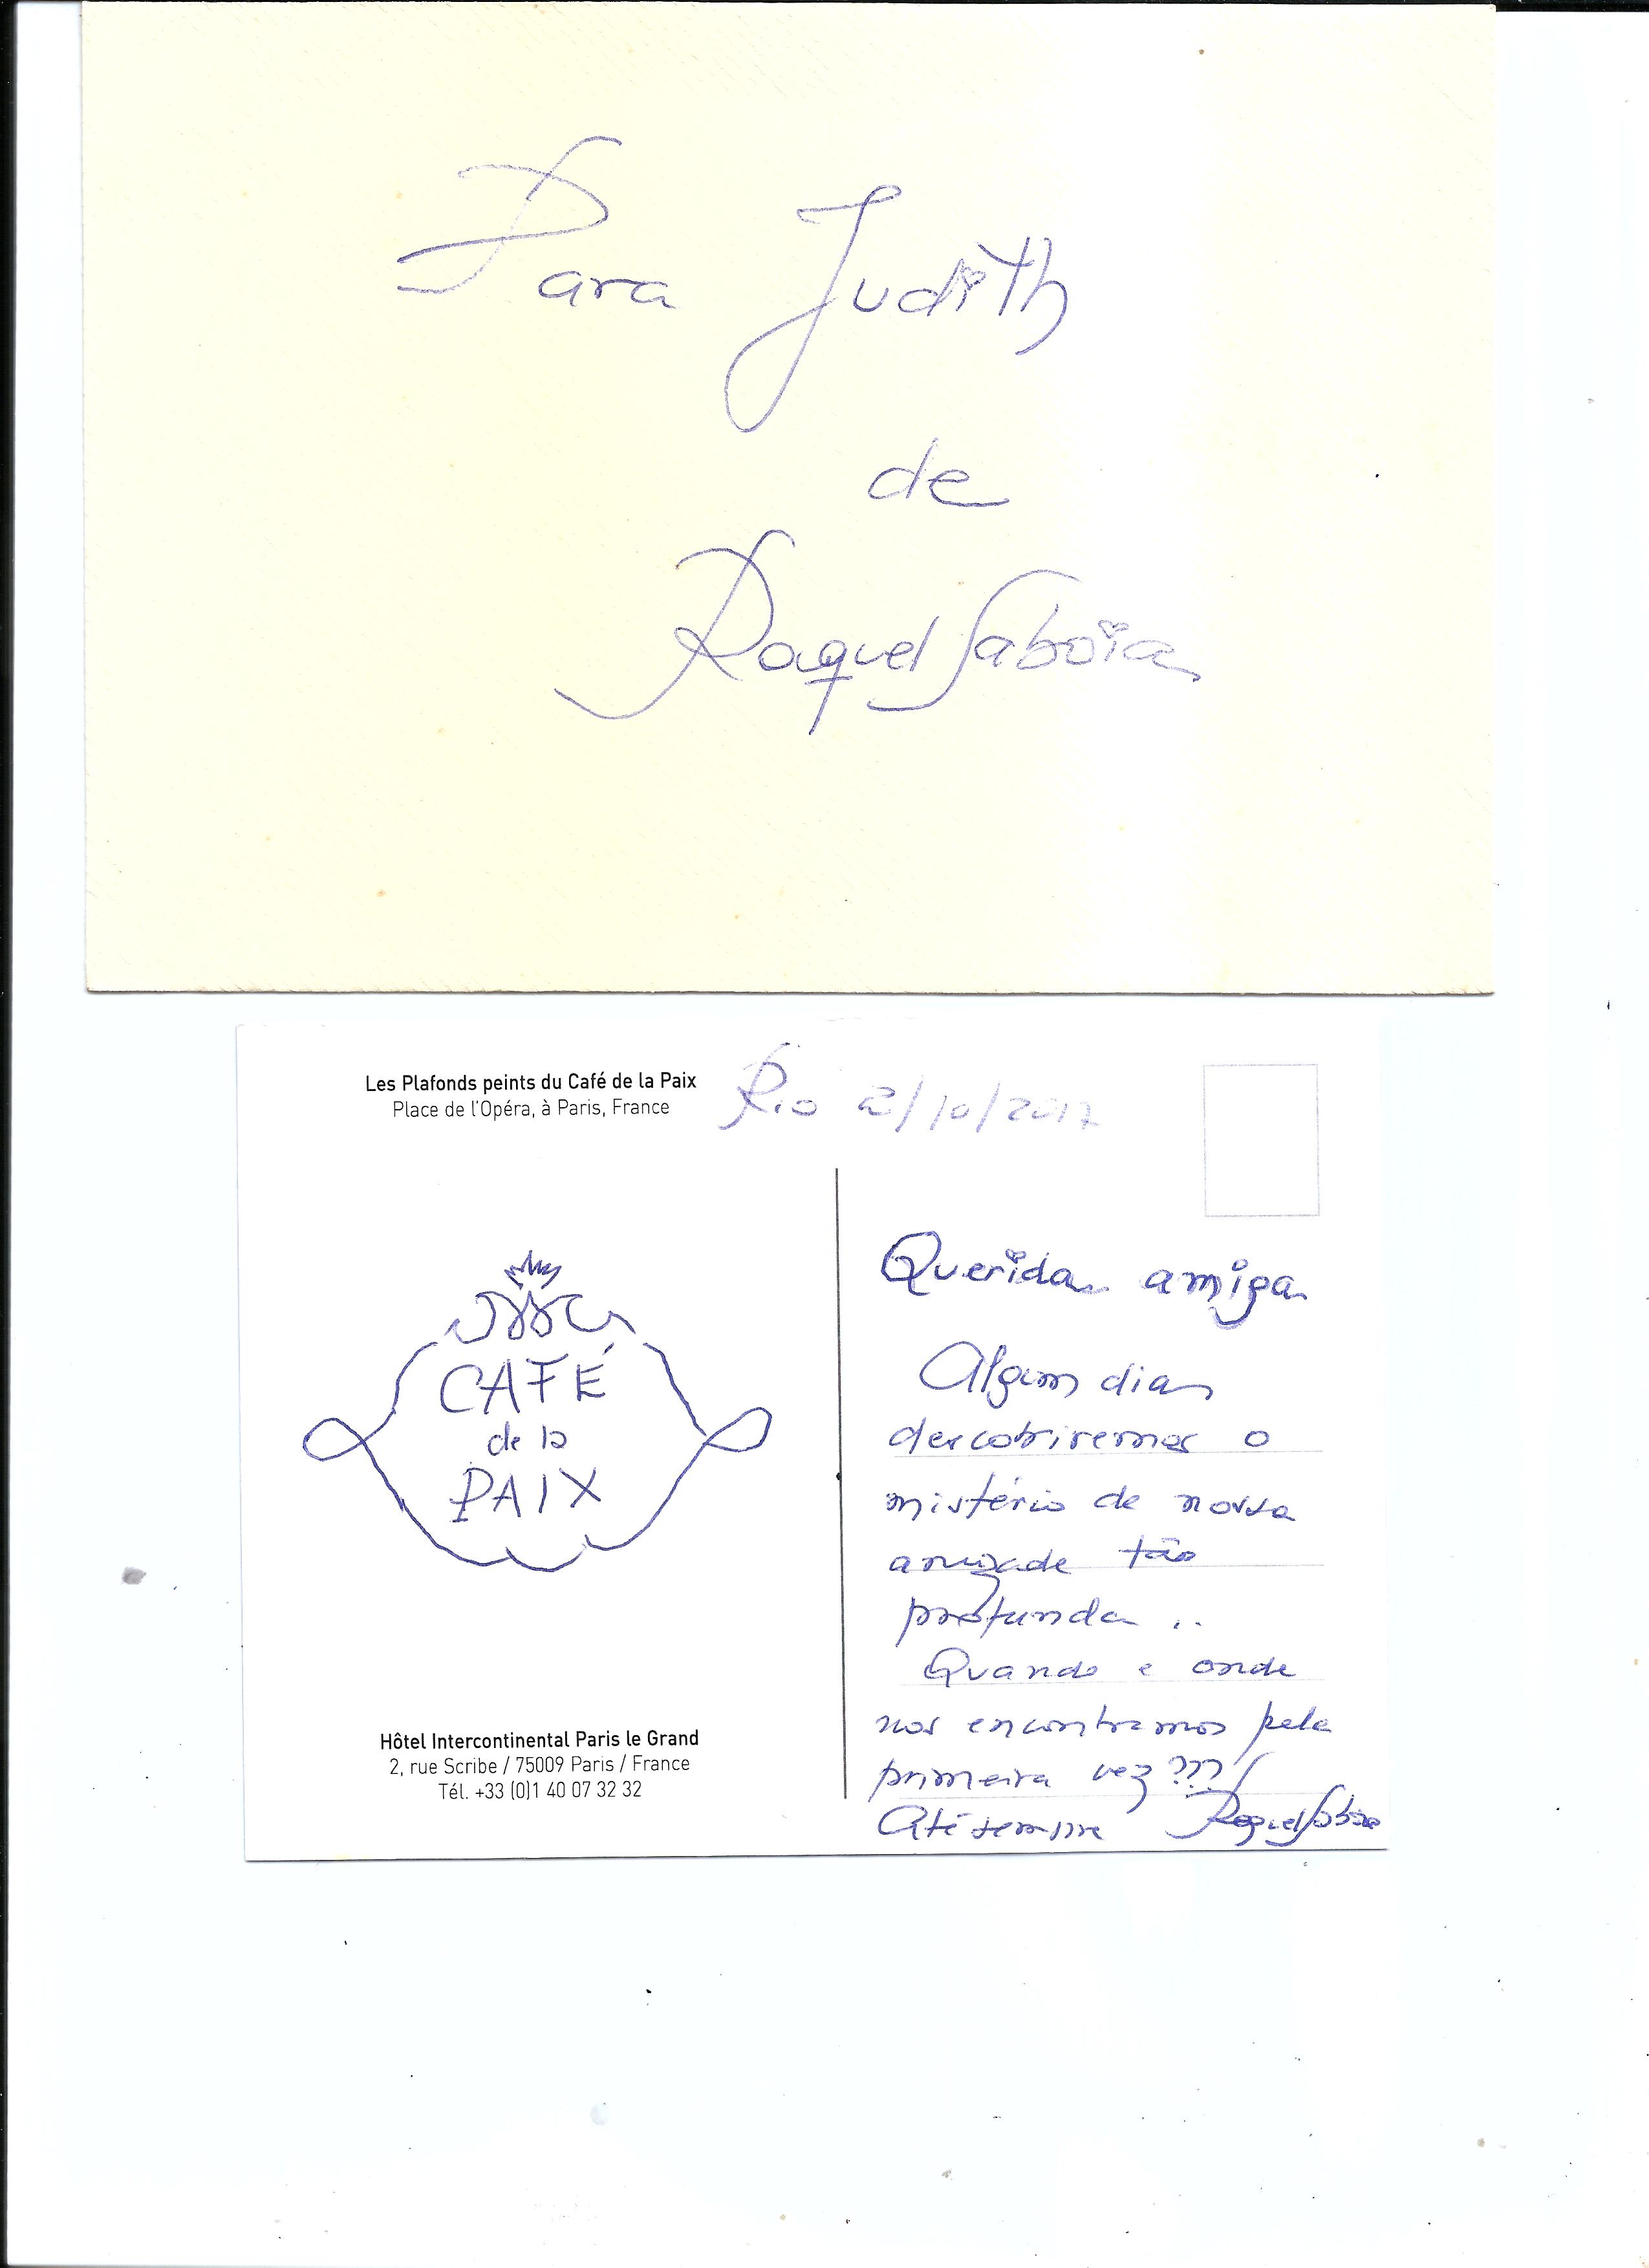 Para Judith
de
Raquel Saboia
Les Plafonds peints du Café de la Paix
Place de l'Opéra, à Paris, France
Rio 2/10/2017
CAFÉ
de la
PAIX
Hôtel Intercontinental Paris le Grand
2, rue Scribe / 75009 Paris / France
Tél. +33 (0)1 40 07 32 32
Querida amiga
Algum dia
descobriremos o
mistério de nossa
amizade tão
profunda ..
Quando e onde
nos encontramos pela
primeira vez ???
Até sempre Raquel Saboia